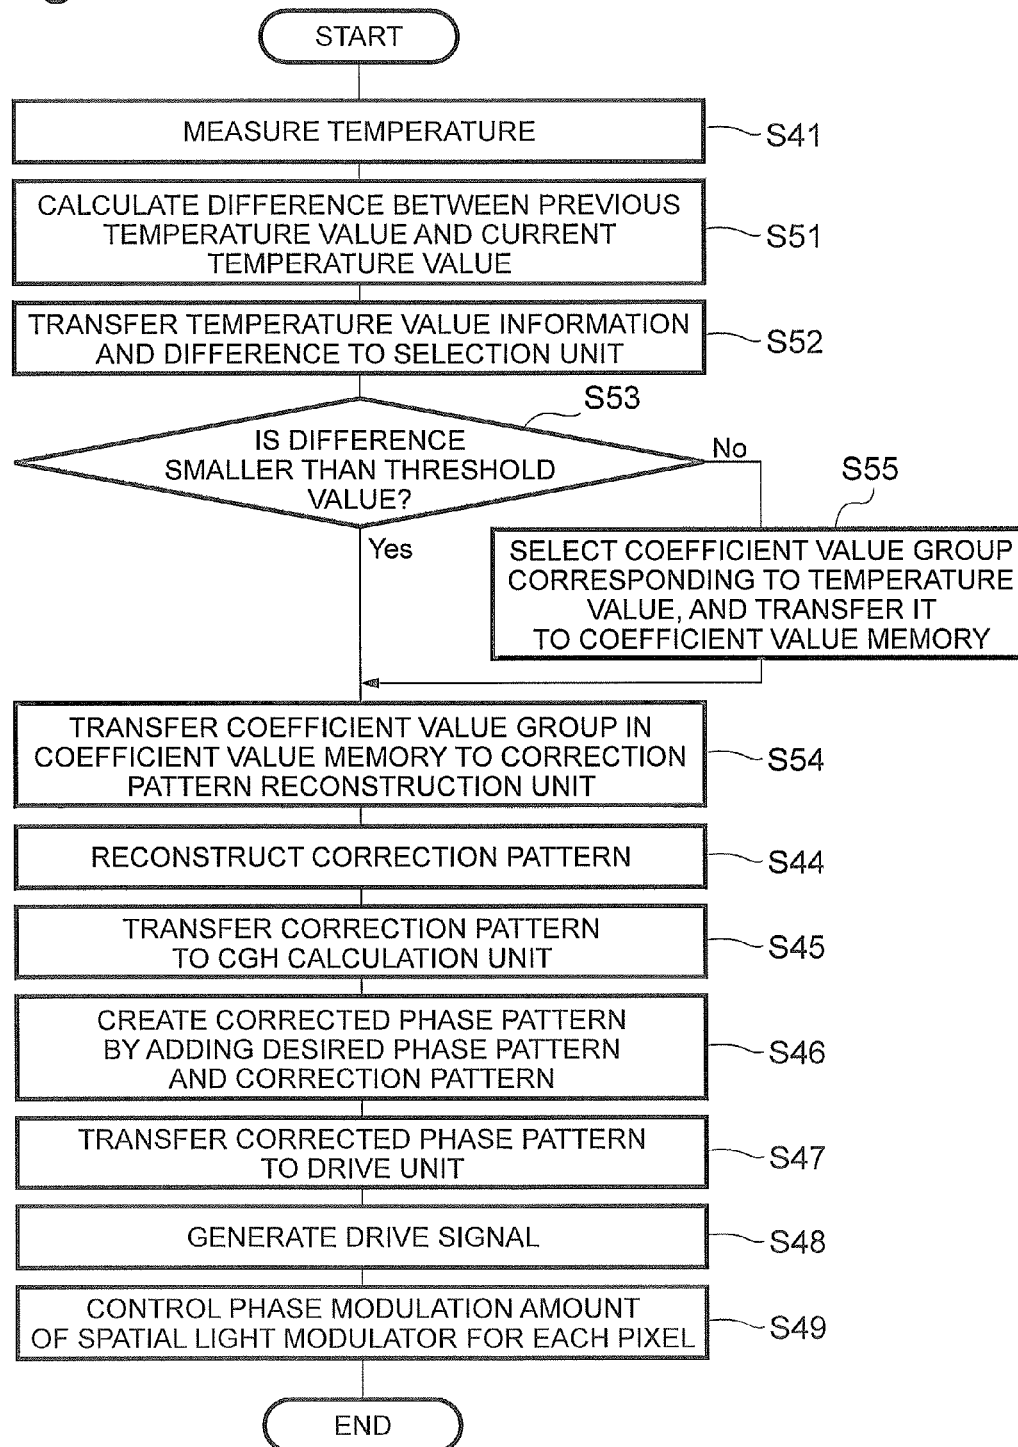 START
MEASURE TEMPERATURE
S41
CALCULATE DIFFERENCE BETWEEN PREVIOUS
TEMPERATURE VALUE AND CURRENT
TEMPERATURE VALUE
S51
TRANSFER TEMPERATURE VALUE INFORMATION
AND DIFFERENCE TO SELECTION UNIT
S52
S53
IS DIFFERENCE
SMALLER THAN THRESHOLD
VALUE?
No
Yes
S55
SELECT COEFFICIENT VALUE GROUP
CORRESPONDING TO TEMPERATURE
VALUE, AND TRANSFER IT
TO COEFFICIENT VALUE MEMORY
TRANSFER COEFFICIENT VALUE GROUP IN
COEFFICIENT VALUE MEMORY TO CORRECTION
PATTERN RECONSTRUCTION UNIT
S54
RECONSTRUCT CORRECTION PATTERN
S44
TRANSFER CORRECTION PATTERN
TO CGH CALCULATION UNIT
S45
CREATE CORRECTED PHASE PATTERN
BY ADDING DESIRED PHASE PATTERN
AND CORRECTION PATTERN
S46
TRANSFER CORRECTED PHASE PATTERN
TO DRIVE UNIT
S47
GENERATE DRIVE SIGNAL
S48
CONTROL PHASE MODULATION AMOUNT
OF SPATIAL LIGHT MODULATOR FOR EACH PIXEL
S49
END